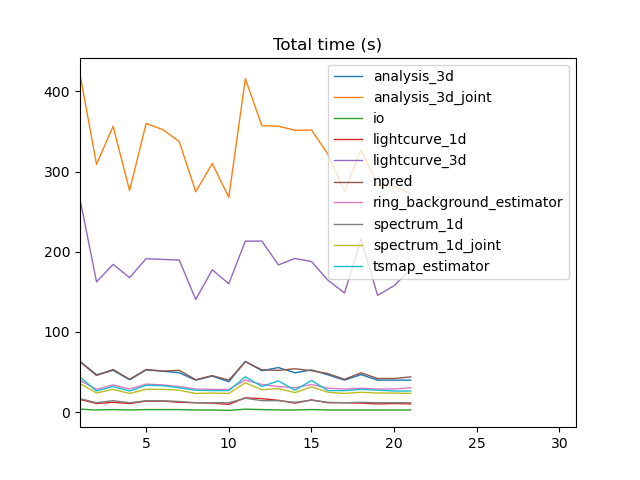 Total time (s)
400
300
200
100
0
5
10
15
20
25
30
analysis_3d
analysis_3d_joint
io
lightcurve_1d
lightcurve_3d
npred
ring_background_estimator
spectrum_1d
spectrum_1d_joint
tsmap_estimator